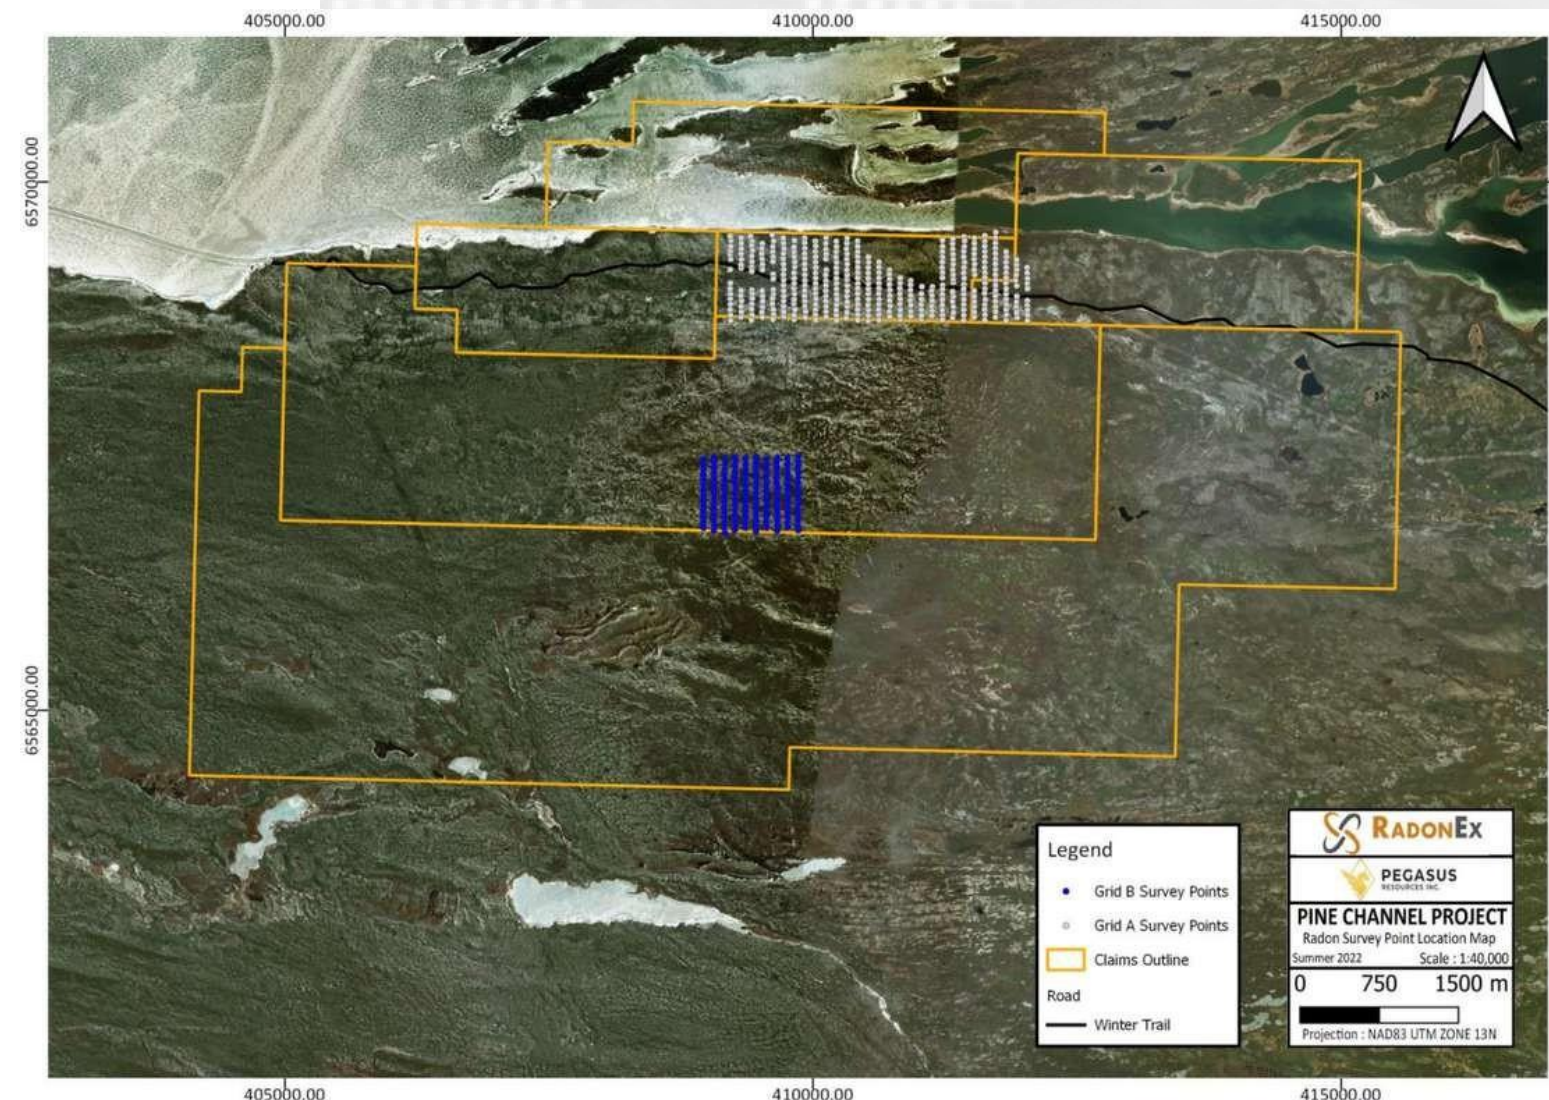 405000.00
410000.00
415000.00
6570000.00
6565000.00
Legend
Grid B Survey Points
Grid A Survey Points
Claims Outline
Road
Winter Trail
RADONEX
PEGASUS
RESOURCES INC.
PINE CHANNEL PROJECT
Radon Survey Point Location Map
Summer 2022 Scale : 1:40,000
0 750 1500 m
Projection : NAD83 UTM ZONE 13N
405000.00
410000.00
415000.00